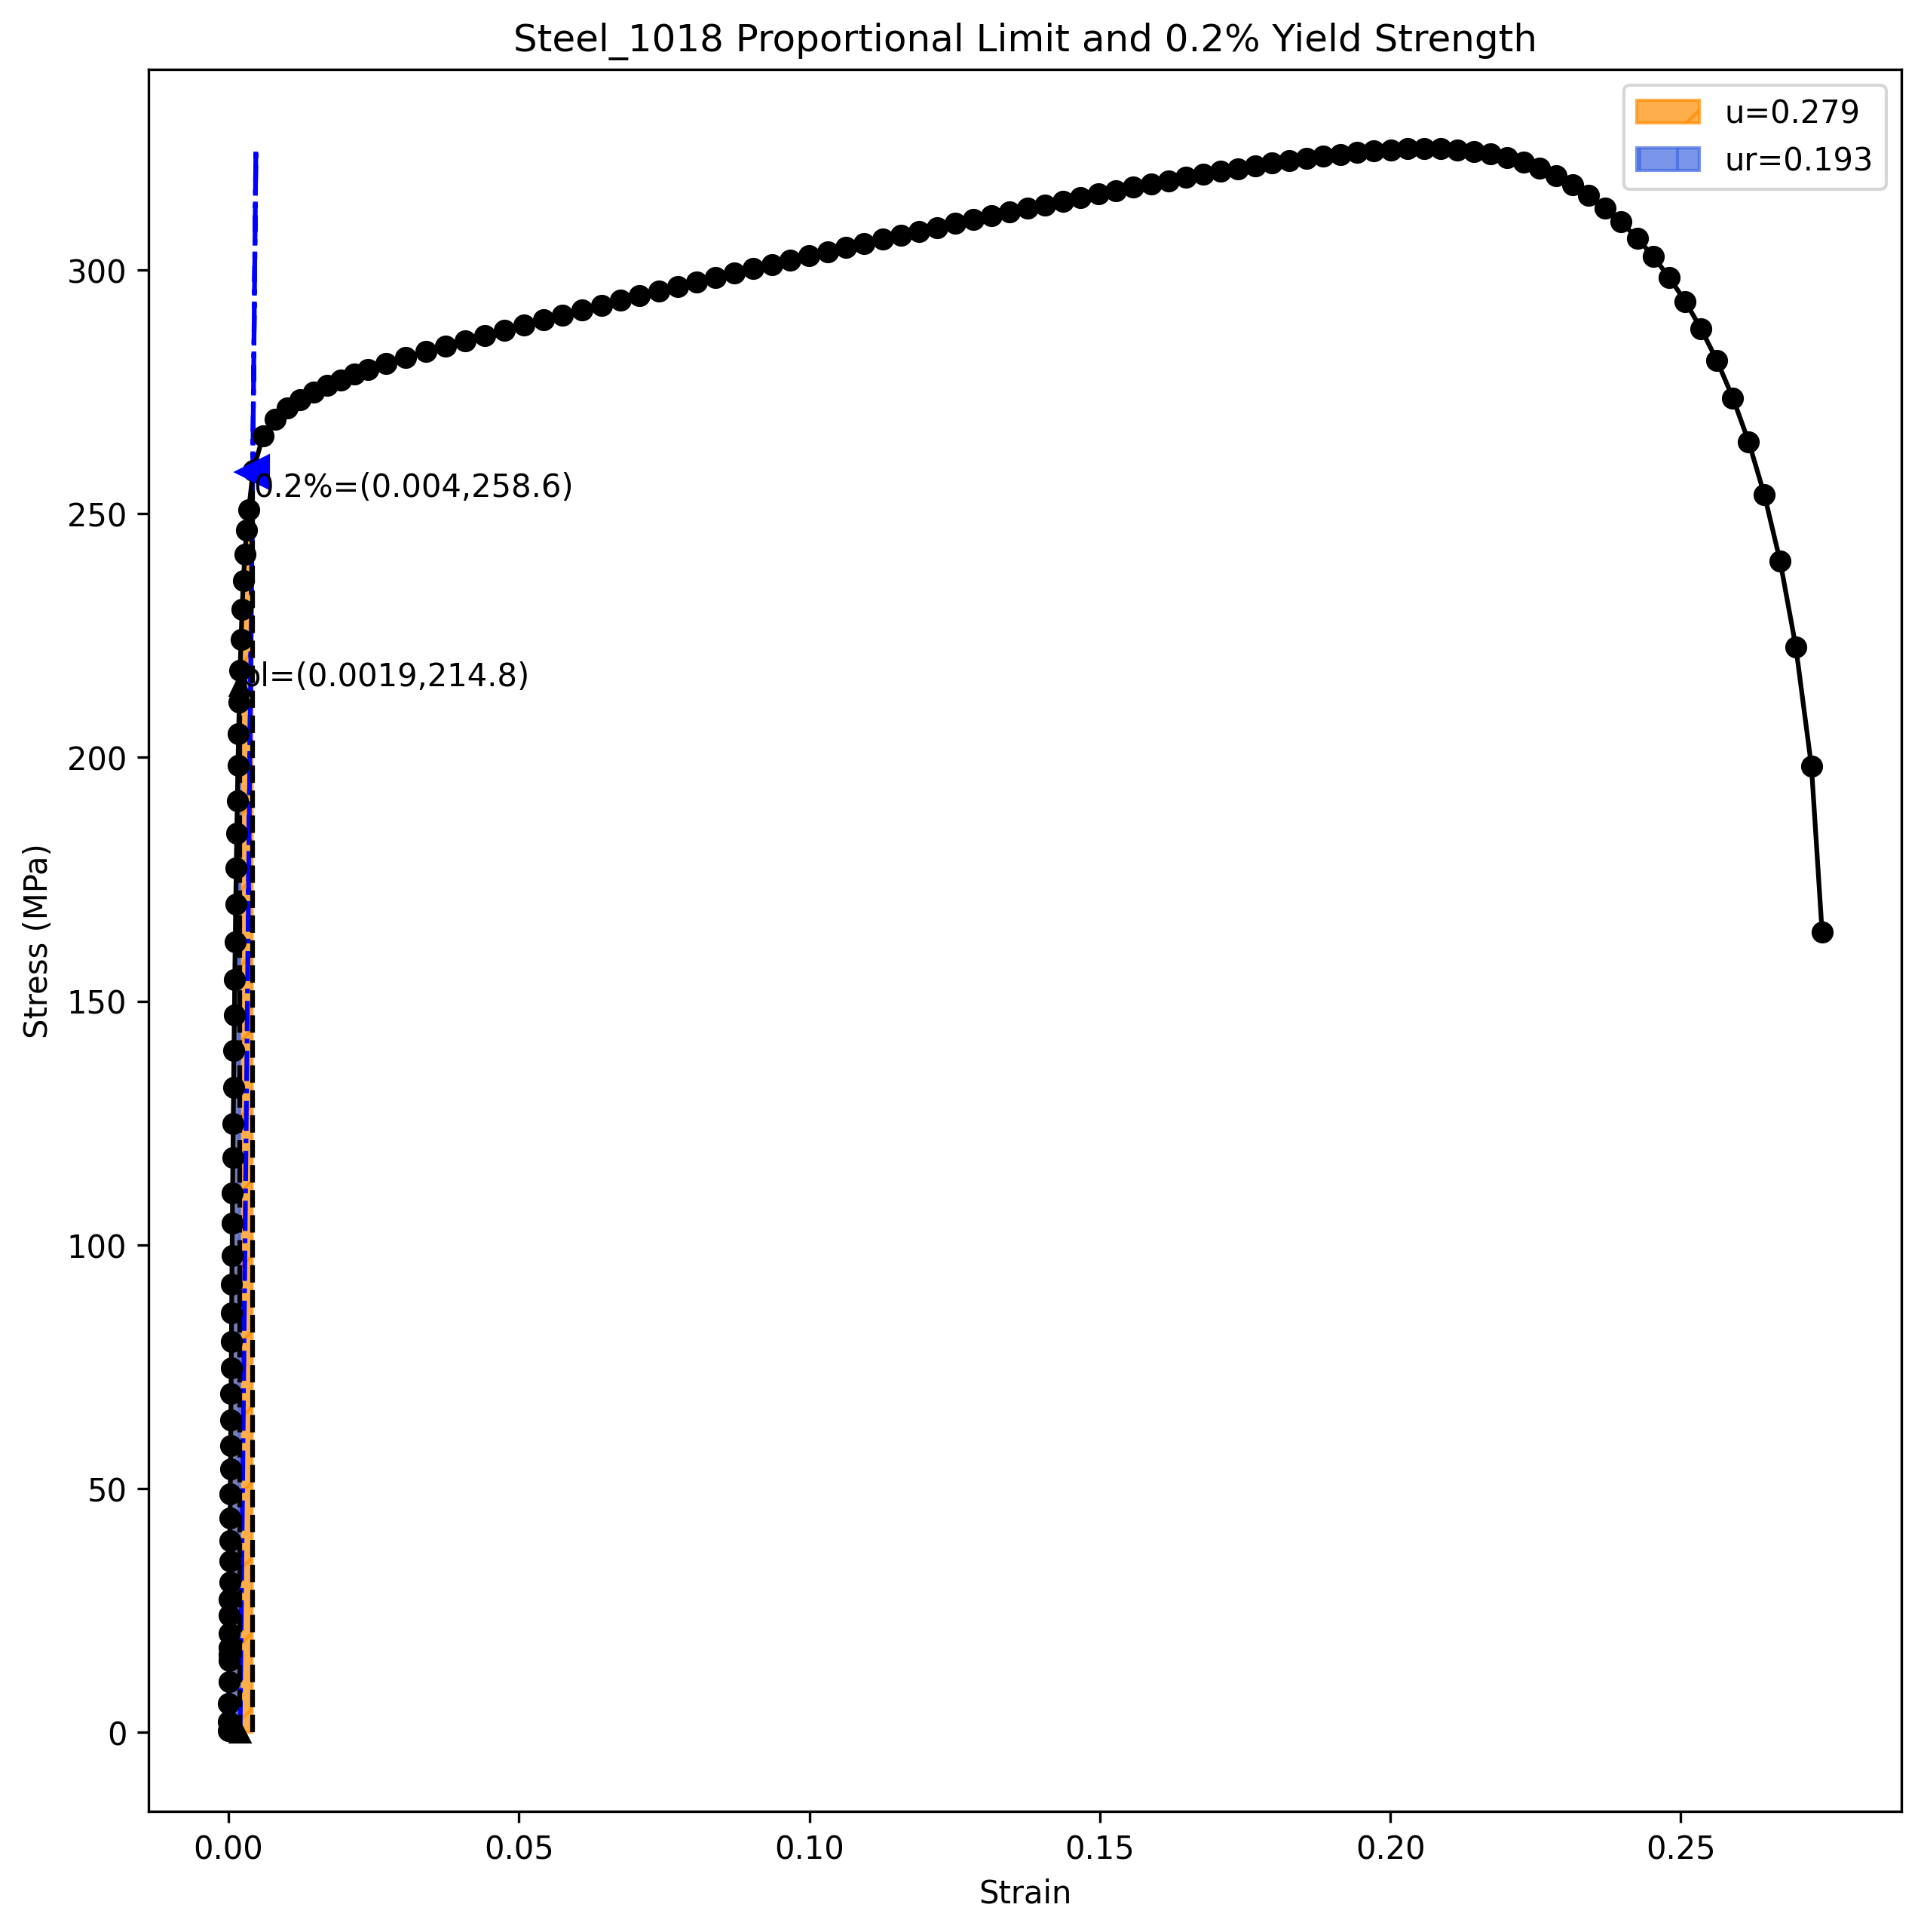 Steel_1018 Proportional Limit and 0.2% Yield Strength
u=0.279
ur=0.193
300
0.2%=(0.004,258.6)
250
pl=(0.0019,214.8)
200
Stress (MPa)
150
100
50
0
0.00 0.05 0.10 0.15 0.20 0.25
Strain